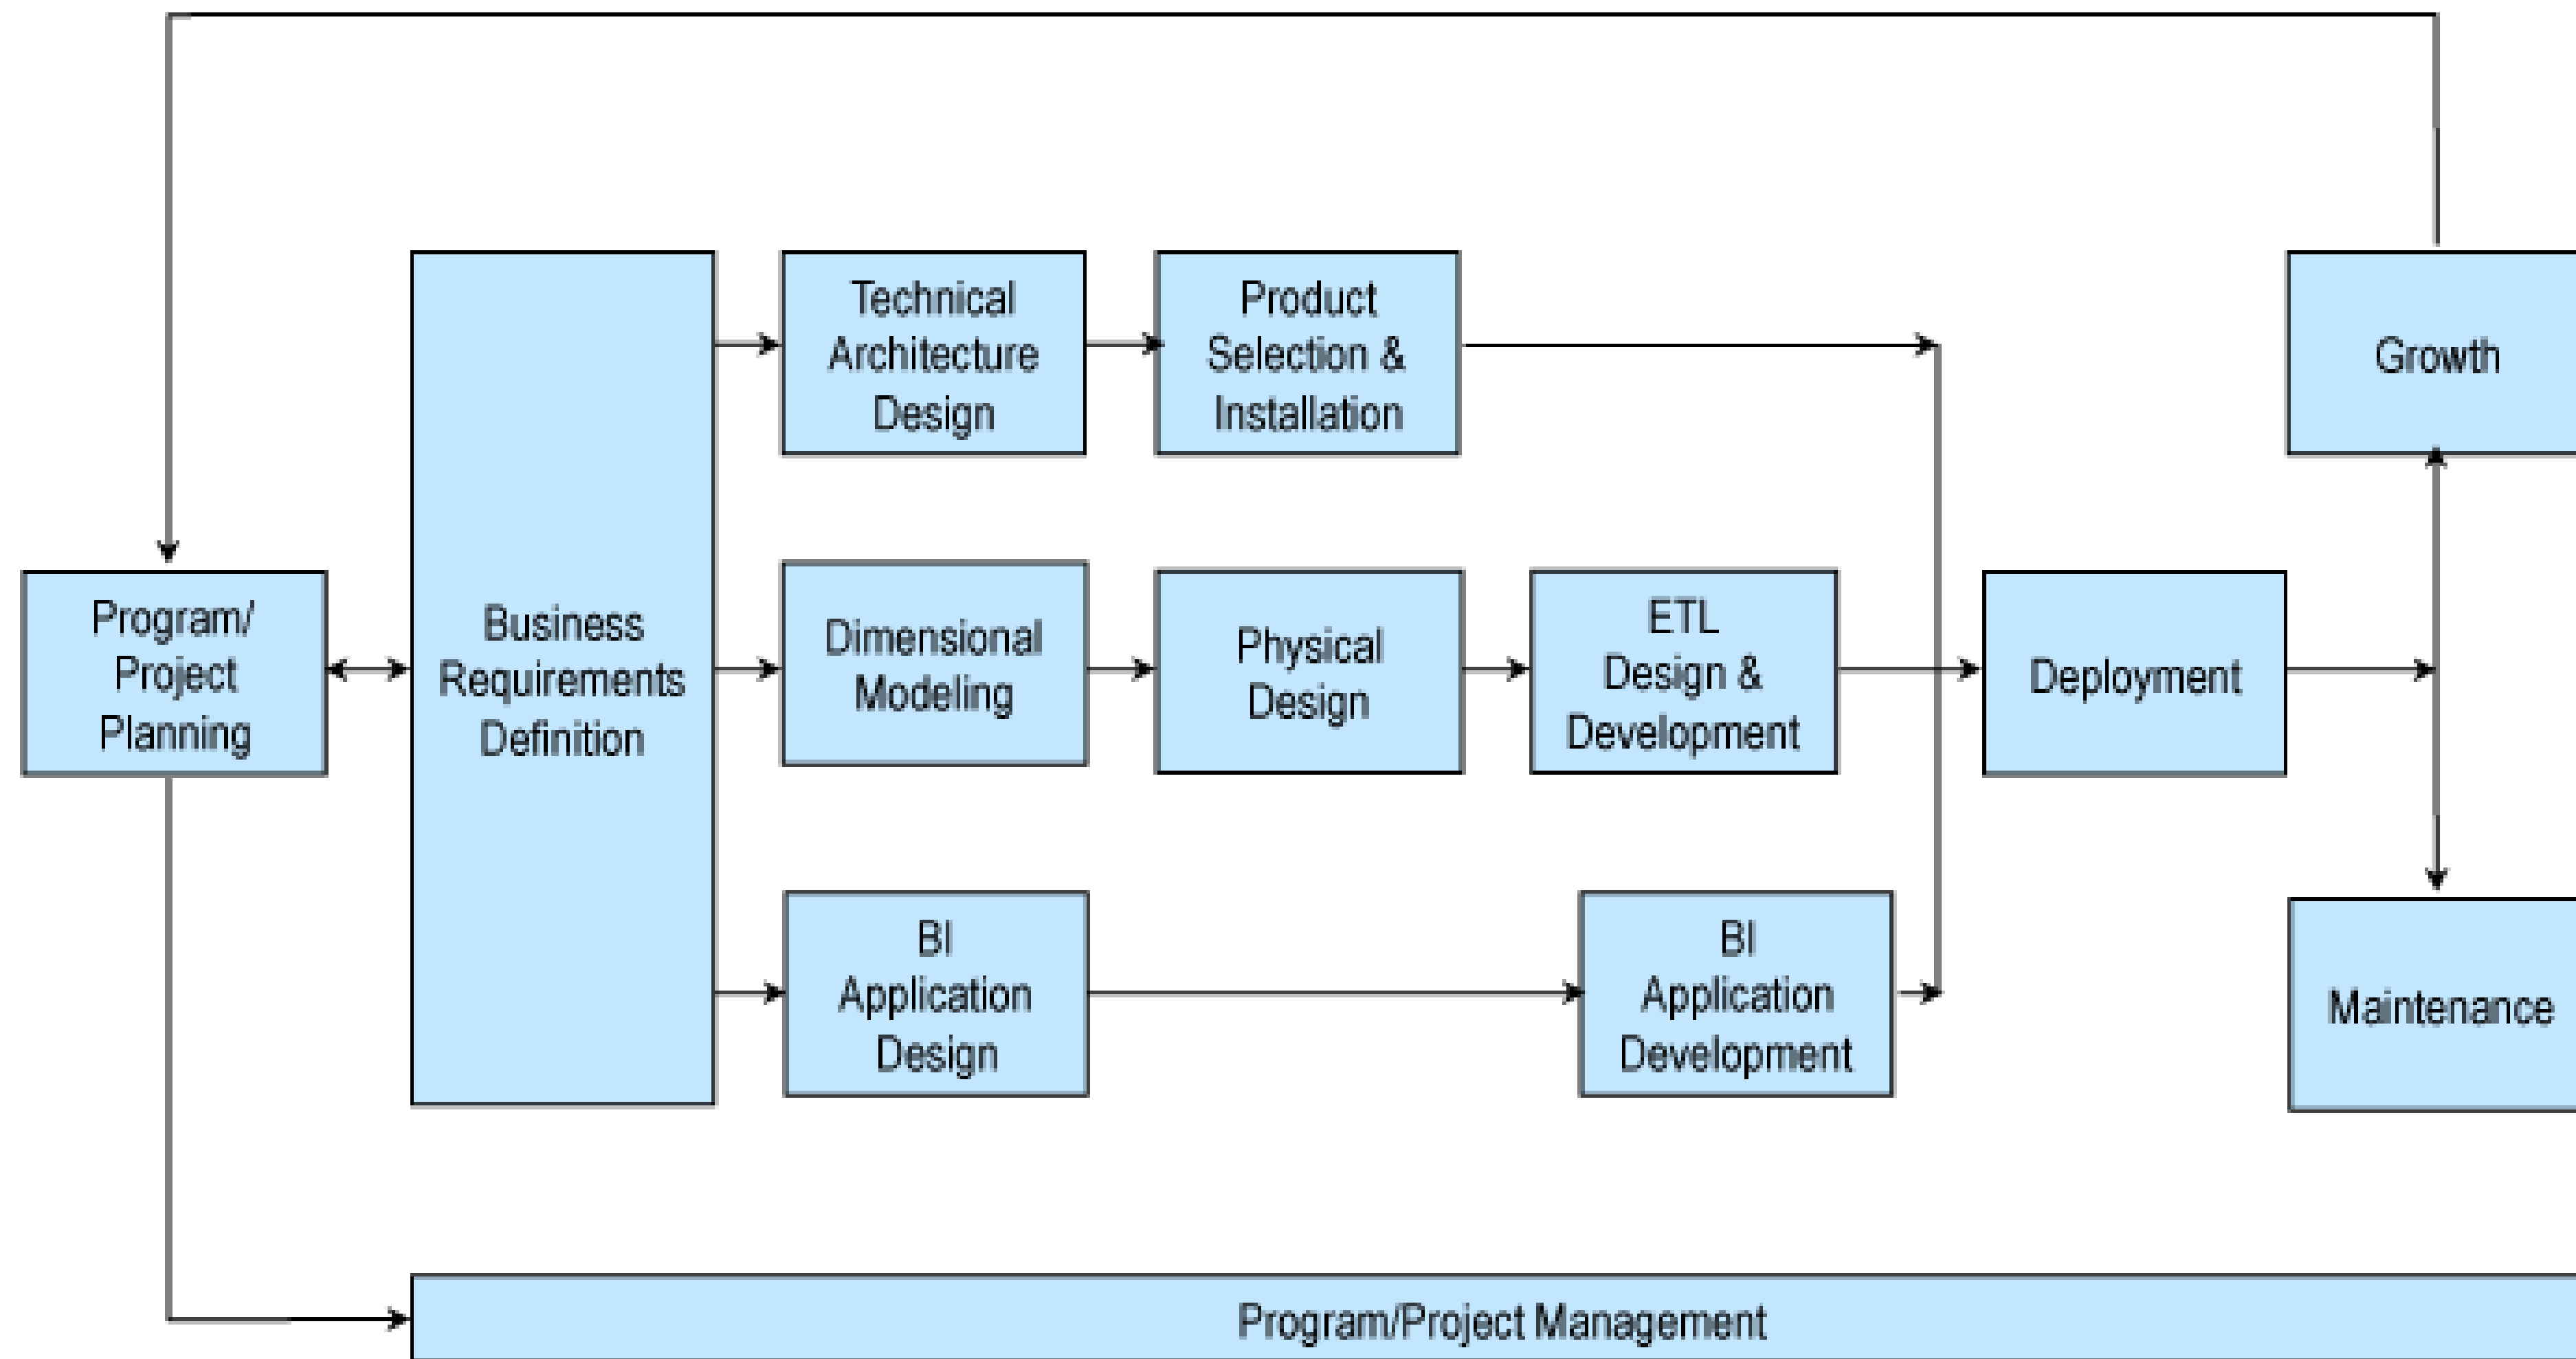 Program/
Project
Planning
Business
Requirements
Definition
Technical
Architecture
Design
Product
Selection &
Installation
Dimensional
Modeling
Physical
Design
ETL
Design &
Development
BI
Application
Design
BI
Application
Development
Deployment
Growth
Maintenance
Program/Project Management